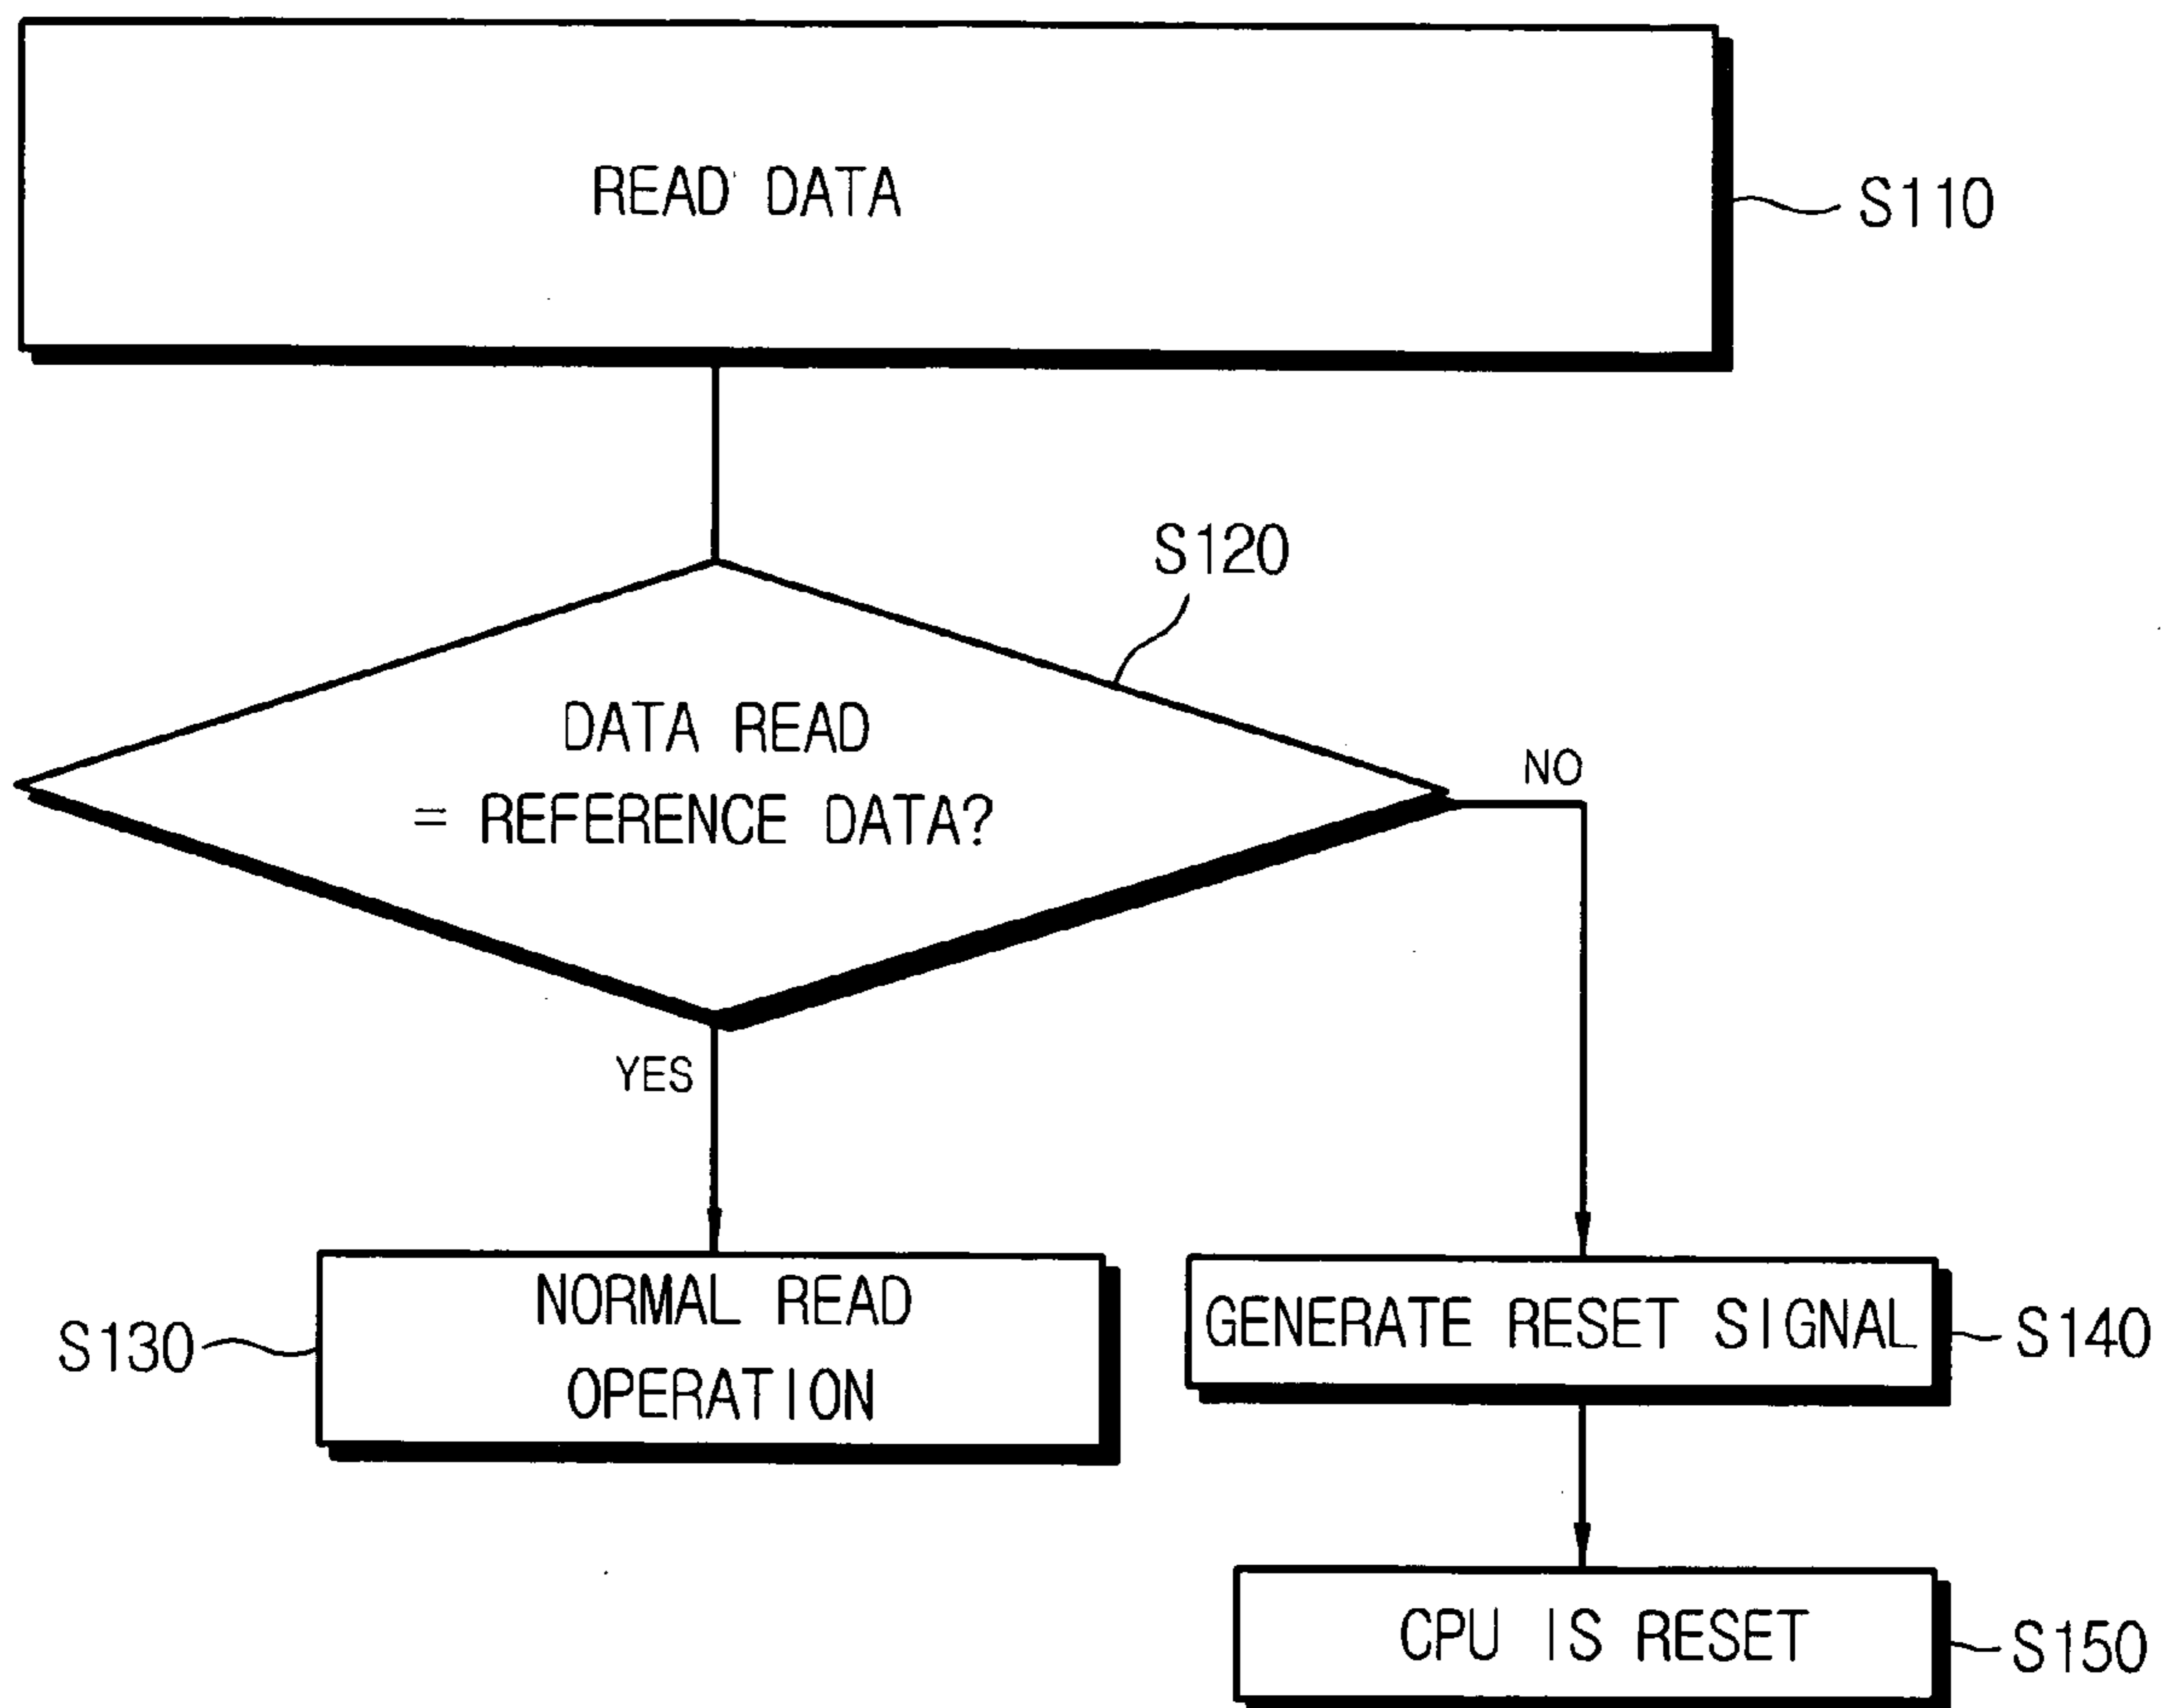 READ DATA
S110
S120
DATA READ
= REFERENCE DATA?
NO
YES
NORMAL READ
OPERATION
S130
GENERATE RESET SIGNAL
S140
CPU IS RESET
S150